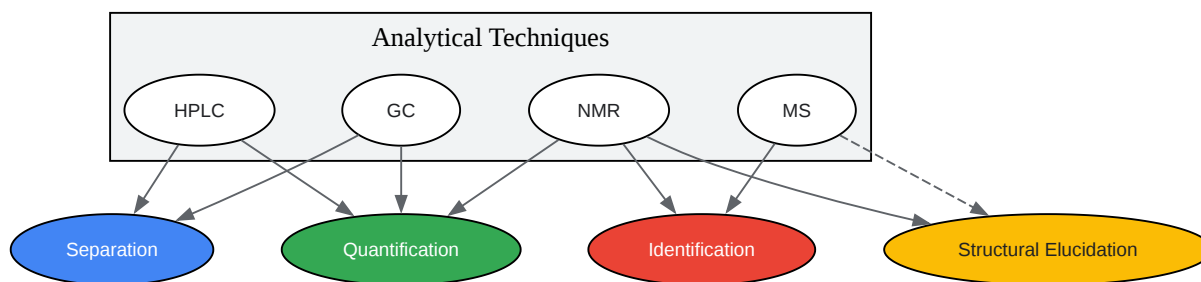 Analytical Techniques
HPLC
GC
NMR
MS
Separation
Quantification
Identification
Structural Elucidation